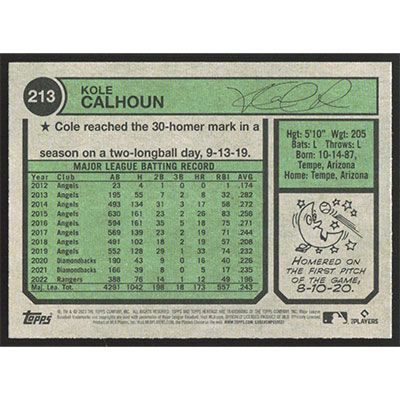 213
KOLE
CALHOUN
★ Cole reached the 30-homer mark in a
season on a two-longball day, 9-13-19.
Hgt: 5'10" Wgt: 205
Bats: L Throws: L
Born: 10-14-87,
Tempe, Arizona
Home: Tempe, Arizona
MAJOR LEAGUE BATTING RECORD
Year Club AB H 2B 3B HR RBI AVG
2012 Angels 23 4 1 0 0 1 .174
2013 Angels 195 55 7 2 8 32 .282
2014 Angels 493 134 31 3 17 58 .272
2015 Angels 630 161 23 2 26 83 .256
2016 Angels 594 161 35 5 18 75 .271
2017 Angels 569 139 23 2 19 71 .244
2018 Angels 491 102 18 2 19 57 .208
2019 Angels 552 128 29 1 33 74 .232
2020 Diamondbacks 190 43 9 0 16 40 .226
2021 Diamondbacks 166 39 8 0 5 17 .235
2022 Rangers 388 76 14 1 12 49 .196
Maj. Lea. Tot. 4291 1042 198 18 173 557 .243
HOMERED ON
THE FIRST PITCH
OF THE GAME,
8-10-20.
Topps
PLAYERS